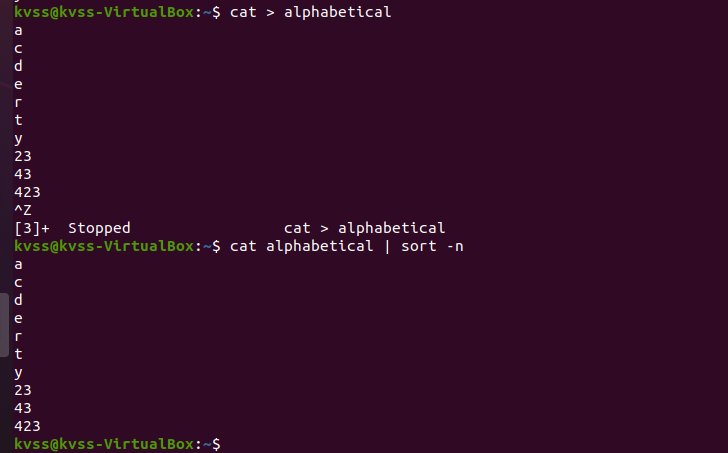 kvss@kvss-VirtualBox:~$ cat > alphabetical
a
c
d
e
r
t
y
23
43
423
^Z
[3]+  Stopped                 cat > alphabetical
kvss@kvss-VirtualBox:~$ cat alphabetical | sort -n
a
c
d
e
r
t
y
23
43
423
kvss@kvss-VirtualBox:~$